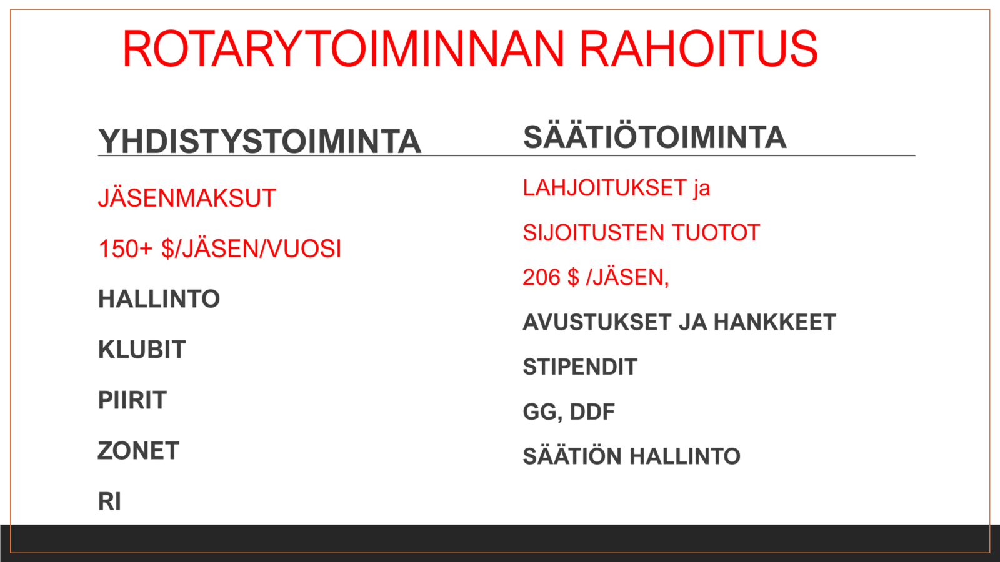 ROTARYTOIMINNAN RAHOITUS
YHDISTYSTOIMINTA
JÄSENMAKSUT
150+ $/JÄSEN/VUOSI
HALLINTO
KLUBIT
PIIRIT
ZONET
RI
SÄÄTIÖTOIMINTA
LAHJOITUKSET ja
SIJOITUSTEN TUOTOT
206 $ /JÄSEN,
AVUSTUKSET JA HANKKEET
STIPENDIT
GG, DDF
SÄÄTIÖN HALLINTO